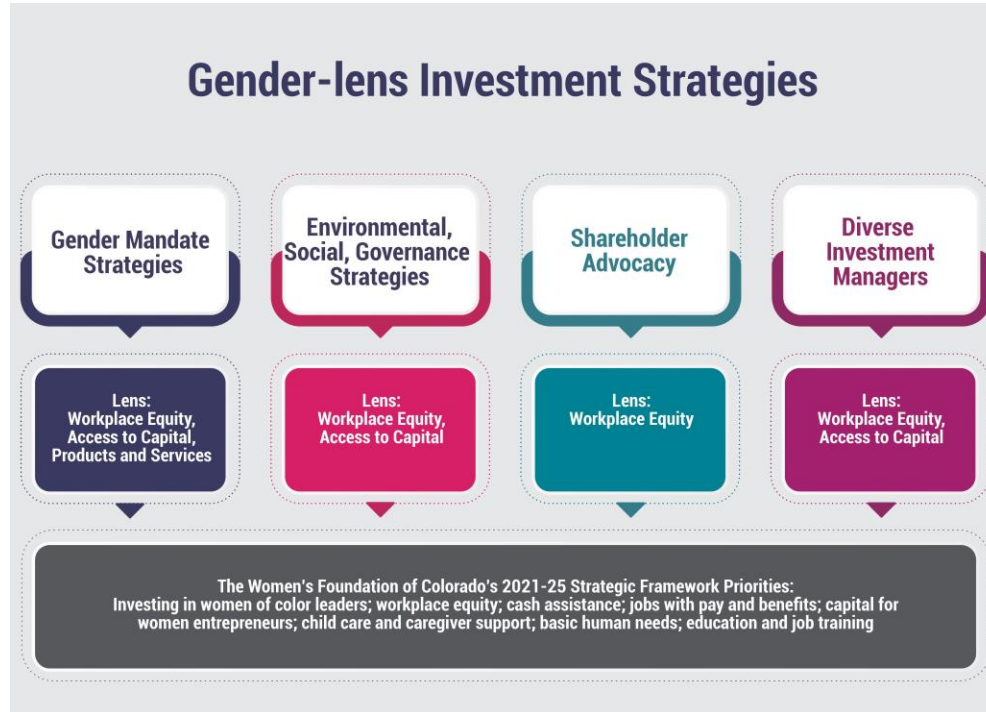 Gender-lens Investment Strategies
Gender Mandate
Strategies
Environmental,
Social, Governance
Strategies
Shareholder
Advocacy
Diverse
Investment
Managers
Lens:
Workplace Equity,
Access to Capital,
Products and Services
Lens:
Workplace Equity,
Access to Capital
Lens:
Workplace Equity
Lens:
Workplace Equity,
Access to Capital
The Women's Foundation of Colorado's 2021-25 Strategic Framework Priorities:
Investing in women of color leaders; workplace equity; cash assistance; jobs with pay and benefits; capital for
women entrepreneurs; child care and caregiver support; basic human needs; education and job training